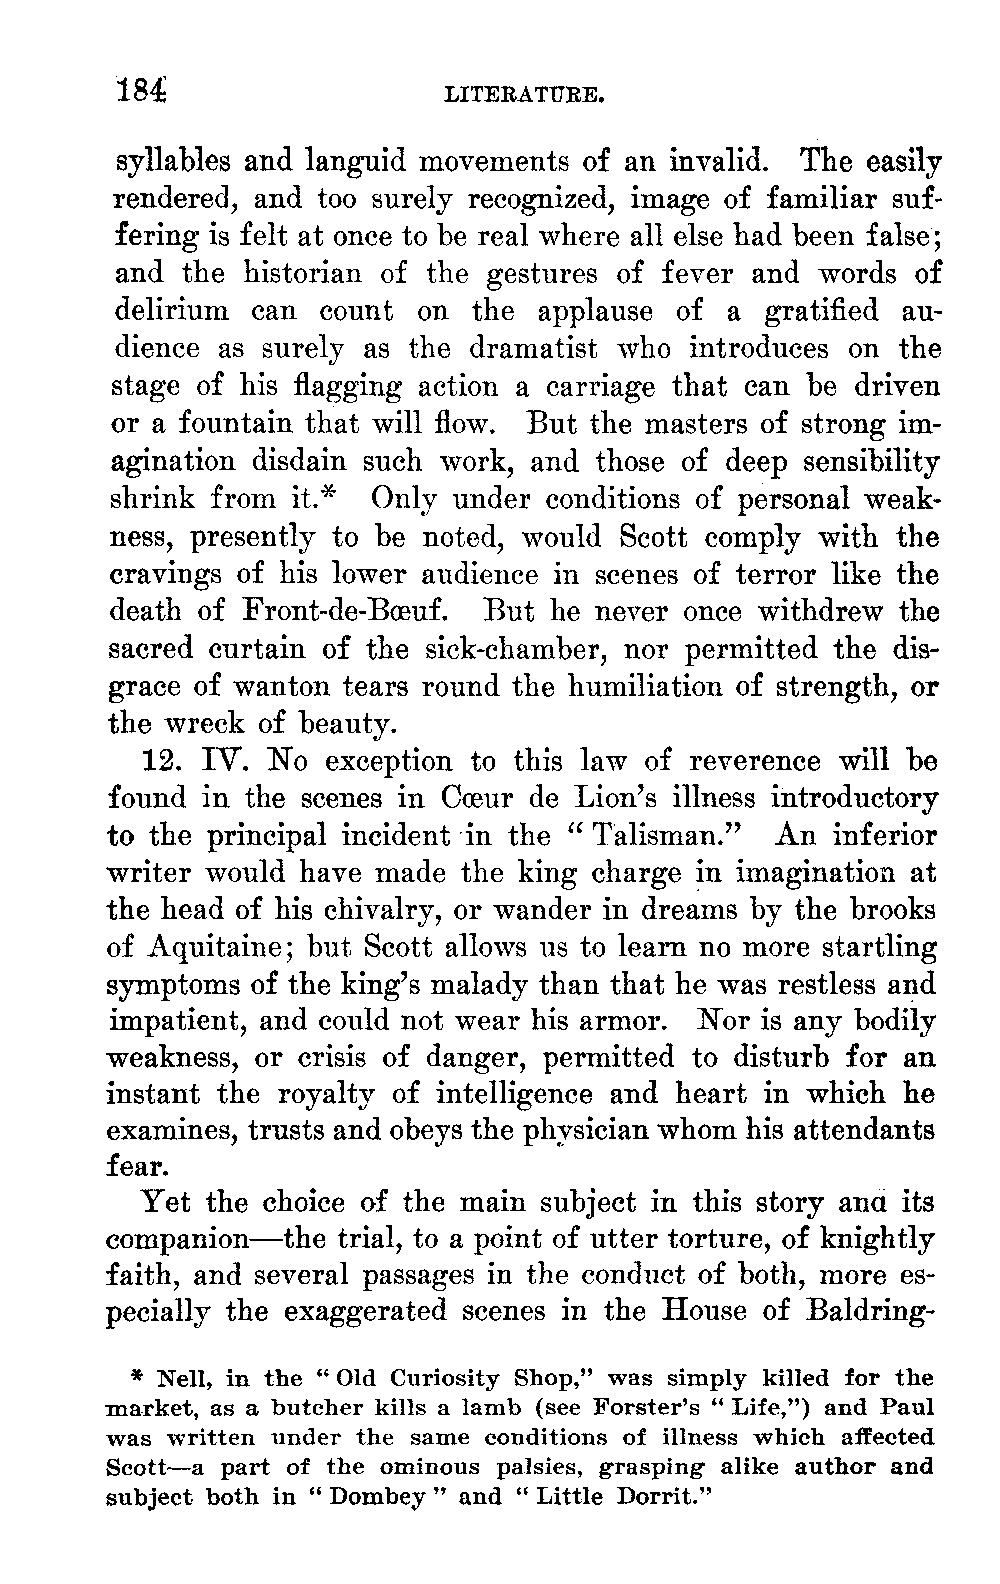 184 LITERATURE.
syllables and languid movements of an invalid. The easily
rendered, and too surely recognized, image of familiar suf-
fering is felt at once to be real where all else had been false;
and the historian of the gestures of fever and words of
delirium can count on the applause of a gratified au-
dience as surely as the dramatist who introduces on the
stage of his flagging action a carriage that can be driven
or a fountain that will flow. But the masters of strong im-
agination disdain such work, and those of deep sensibility
shrink from it.* Only under conditions of personal weak-
ness, presently to be noted, would Scott comply with the
cravings of his lower audience in scenes of terror like the
death of Front-de-Bœuf. But he never once withdrew the
sacred curtain of the sick-chamber, nor permitted the dis-
grace of wanton tears round the humiliation of strength, or
the wreck of beauty.
12. IV. No exception to this law of reverence will be
found in the scenes in Cœur de Lion's illness introductory
to the principal incident in the “Talisman.” An inferior
writer would have made the king charge in imagination at
the head of his chivalry, or wander in dreams by the brooks
of Aquitaine; but Scott allows us to learn no more startling
symptoms of the king's malady than that he was restless and
impatient, and could not wear his armor. Nor is any bodily
weakness, or crisis of danger, permitted to disturb for an
instant the royalty of intelligence and heart in which he
examines, trusts and obeys the physician whom his attendants
fear.
Yet the choice of the main subject in this story and its
companion—the trial, to a point of utter torture, of knightly
faith, and several passages in the conduct of both, more es-
pecially the exaggerated scenes in the House of Baldring-
* Nell, in the “Old Curiosity Shop,” was simply killed for the
market, as a butcher kills a lamb (see Forster's “Life,”) and Paul
was written under the same conditions of illness which affected
Scott—a part of the ominous palsies, grasping alike author and
subject both in “Dombey” and “Little Dorrit.”